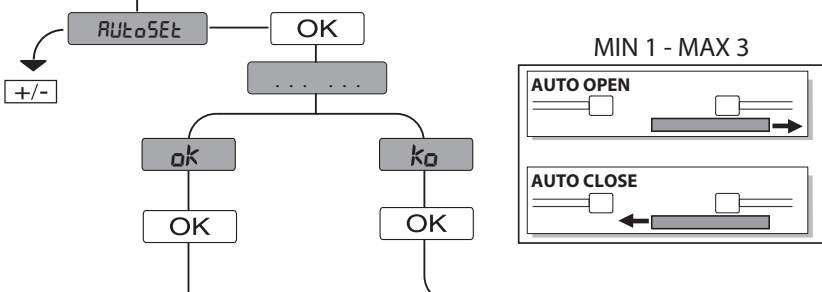 AUtoSEt
OK
MIN 1 - MAX 3
+/-
... ...
AUTO OPEN
ok
ko
AUTO CLOSE
OK
OK